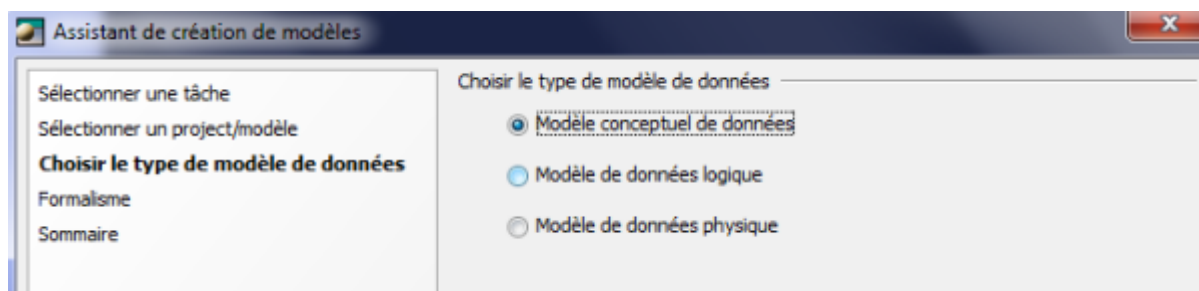 Assistant de création de modèles
Sélectionner une tâche
Sélectionner un project/modèle
Choisir le type de modèle de données
Formalisme
Sommaire
Choisir le type de modèle de données
Modèle conceptuel de données
Modèle de données logique
Modèle de données physique